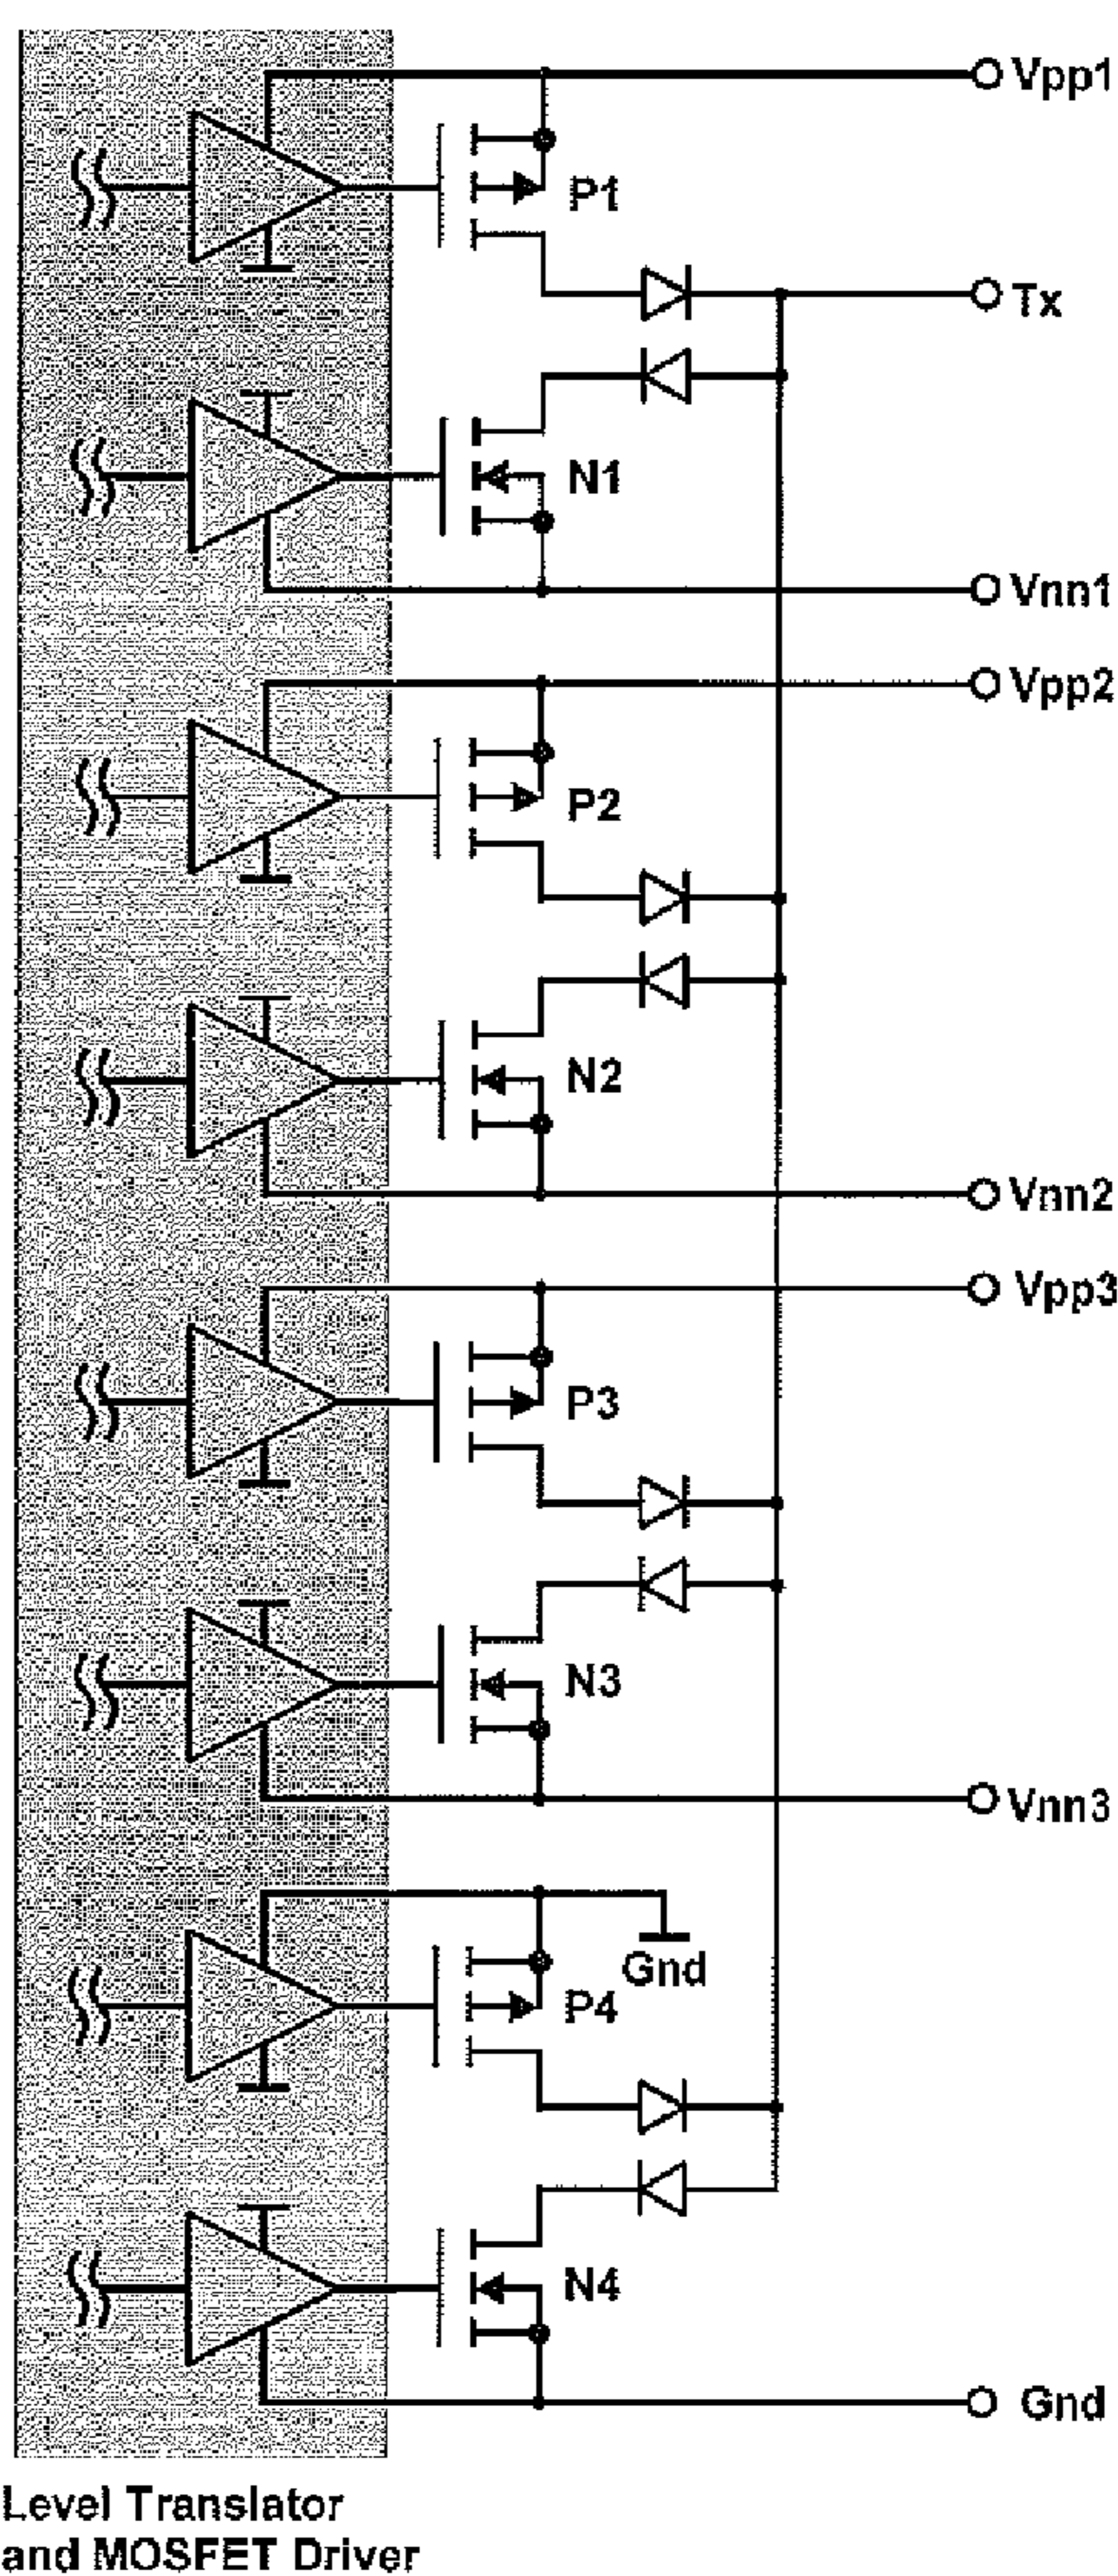 Vpp1
P1
Tx
N1
Vnn1
Vpp2
P2
N2
Vnn2
Vpp3
P3
N3
Vnn3
Gnd
P4
N4
Gnd
Level Translator
and MOSFET Driver